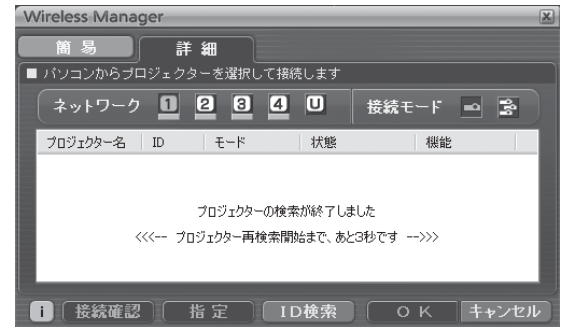 Wireless Manager
簡易 詳細
■ パソコンからプロジェクターを選択して接続します
ネットワーク 1 2 3 4 U 接続モード
プロジェクター名 ID モード 状態 機能
プロジェクターの検索が終了しました
<<<-- プロジェクター再検索開始まで、あと3秒です -->>>
i 接続確認 指定 ID検索 OK キャンセル